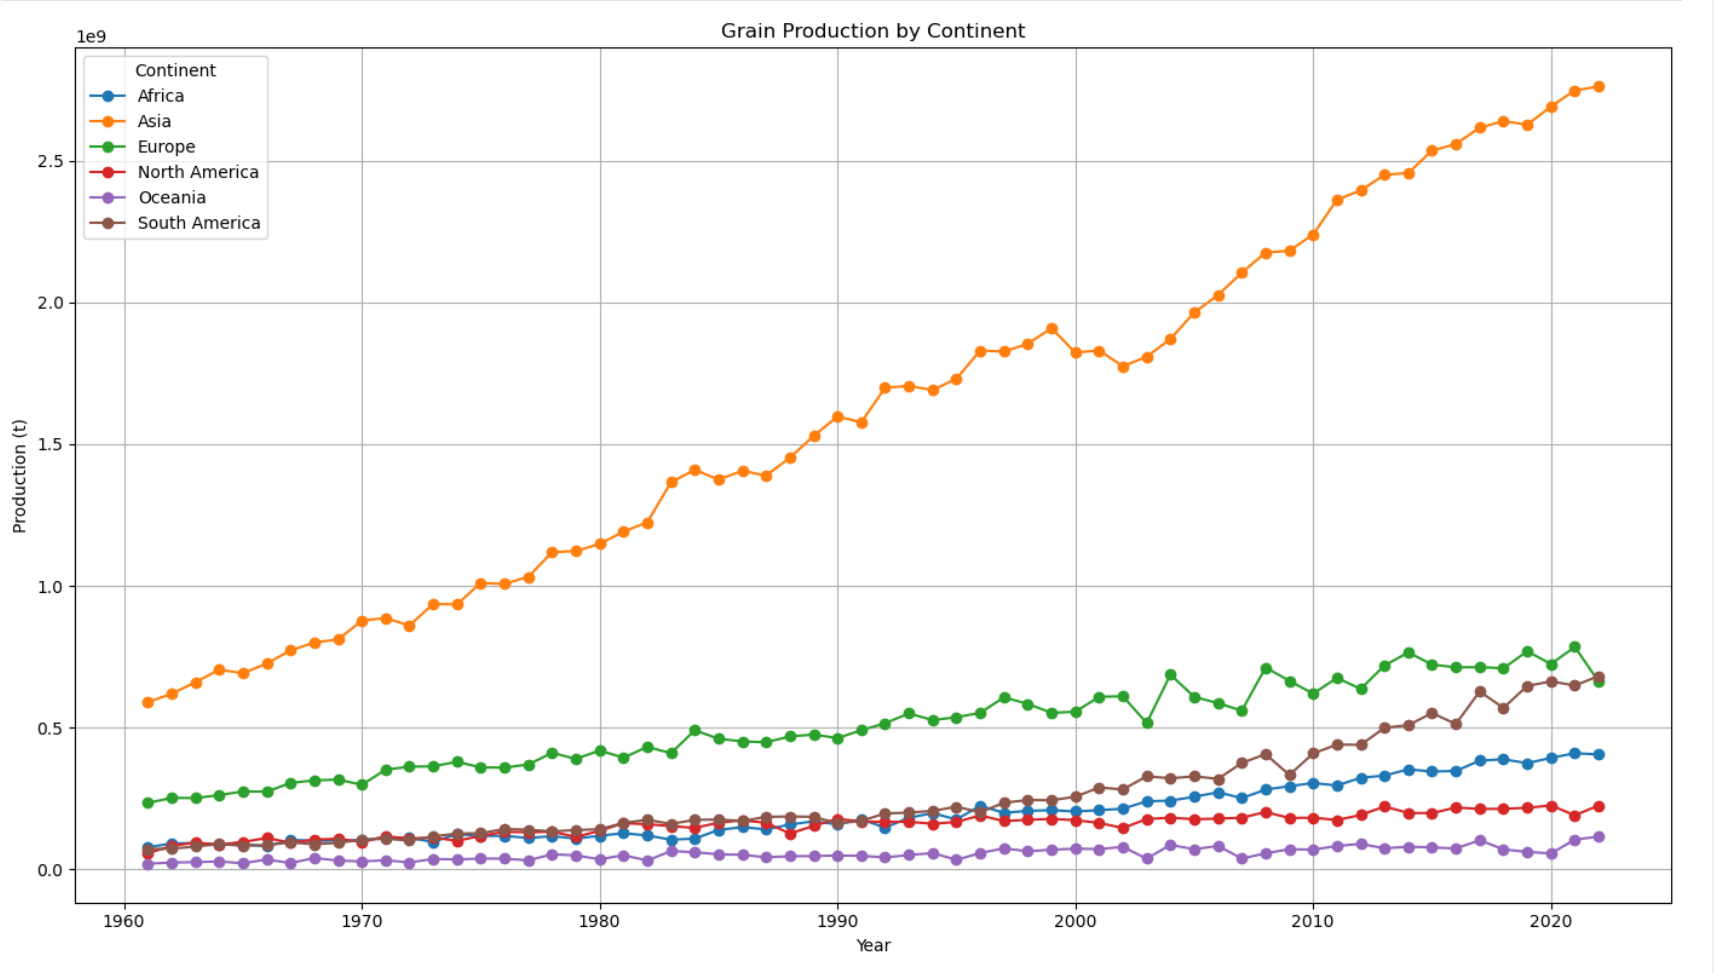 Grain Production by Continent
1e9
Continent
Africa
Asia
Europe
North America
Oceania
South America
2.5
2.0
1.5
1.0
0.5
0.0
Production (t)
1960 1970 1980 1990 2000 2010 2020
Year